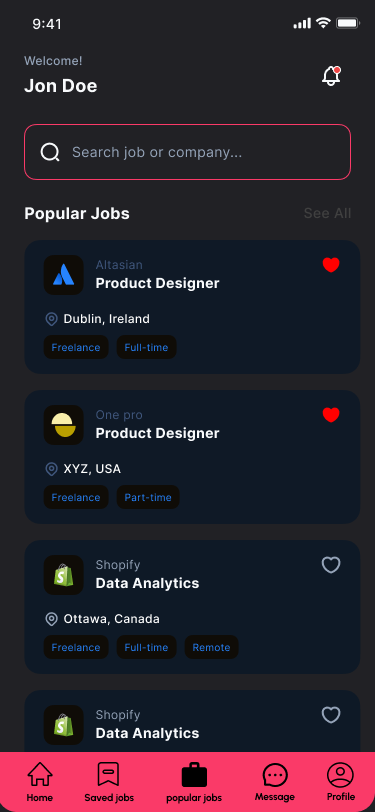 9:41
Welcome!
Jon Doe
Search job or company...
Popular Jobs
See All
Altasian
Product Designer
Dublin, Ireland
Freelance
Full-time
One pro
Product Designer
XYZ, USA
Freelance
Part-time
Shopify
Data Analytics
Ottawa, Canada
Freelance
Full-time
Remote
Shopify
Data Analytics
Home
Saved jobs
popular jobs
Message
Profile